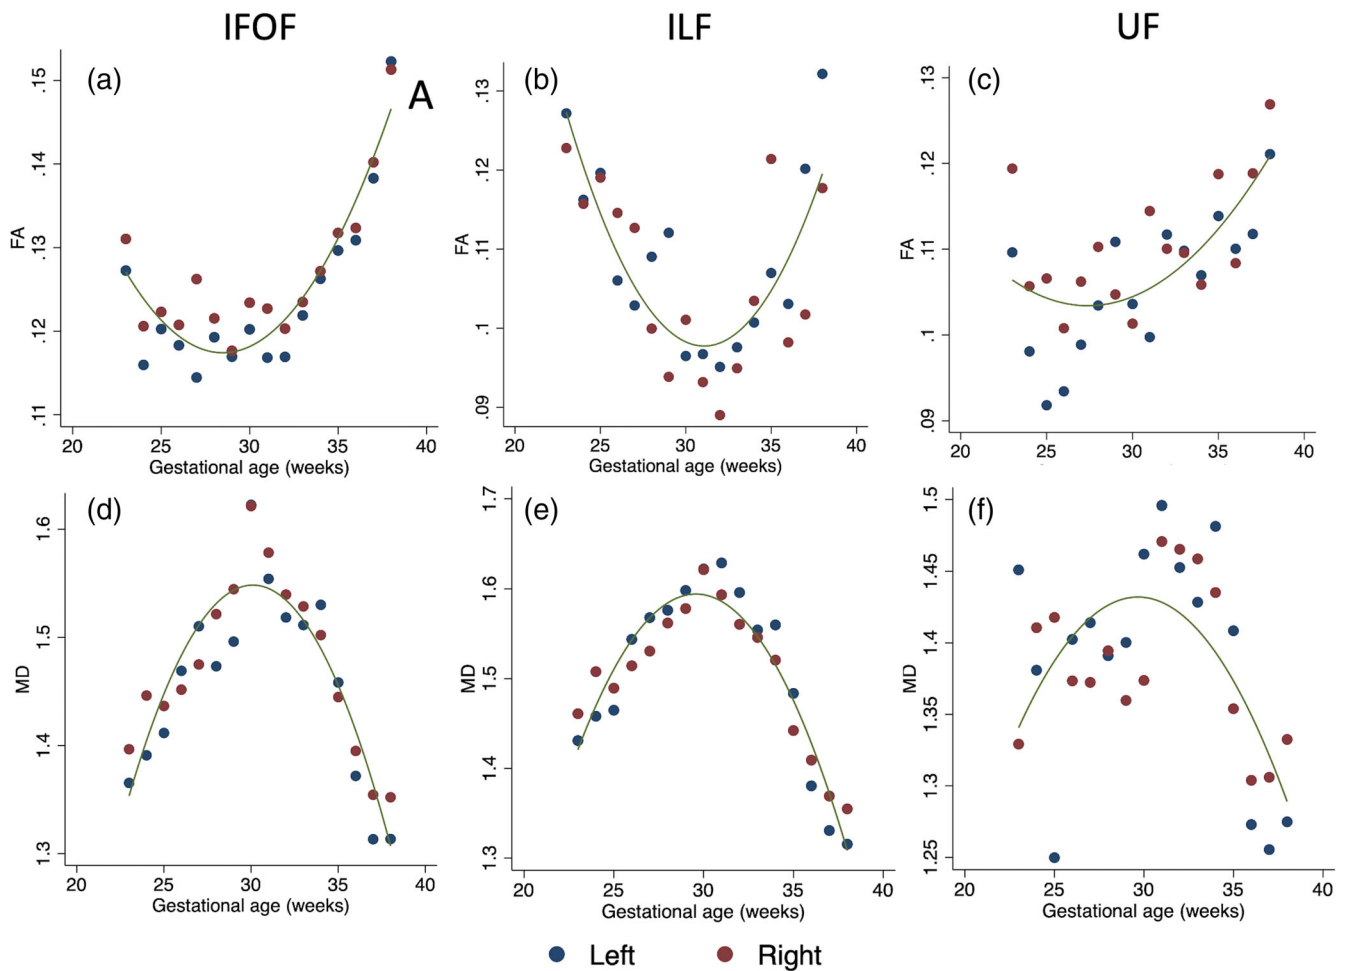 IFOF ILF UF
(a) A (b) (c)
FA
.15
.14
.13
.12
.11
20 25 30 35 40
Gestational age (weeks)
FA
.13
.12
.11
.1
.09
20 25 30 35 40
Gestational age (weeks)
FA
.13
.12
.11
.1
.09
20 25 30 35 40
(d) (e) (f)
MD
1.6
1.5
1.4
1.3
20 25 30 35 40
Gestational age (weeks)
MD
1.7
1.6
1.5
1.4
1.3
20 25 30 35 40
Gestational age (weeks)
MD
1.5
1.45
1.4
1.35
1.3
1.25
20 25 30 35 40
Gestational age (weeks)
Left Right